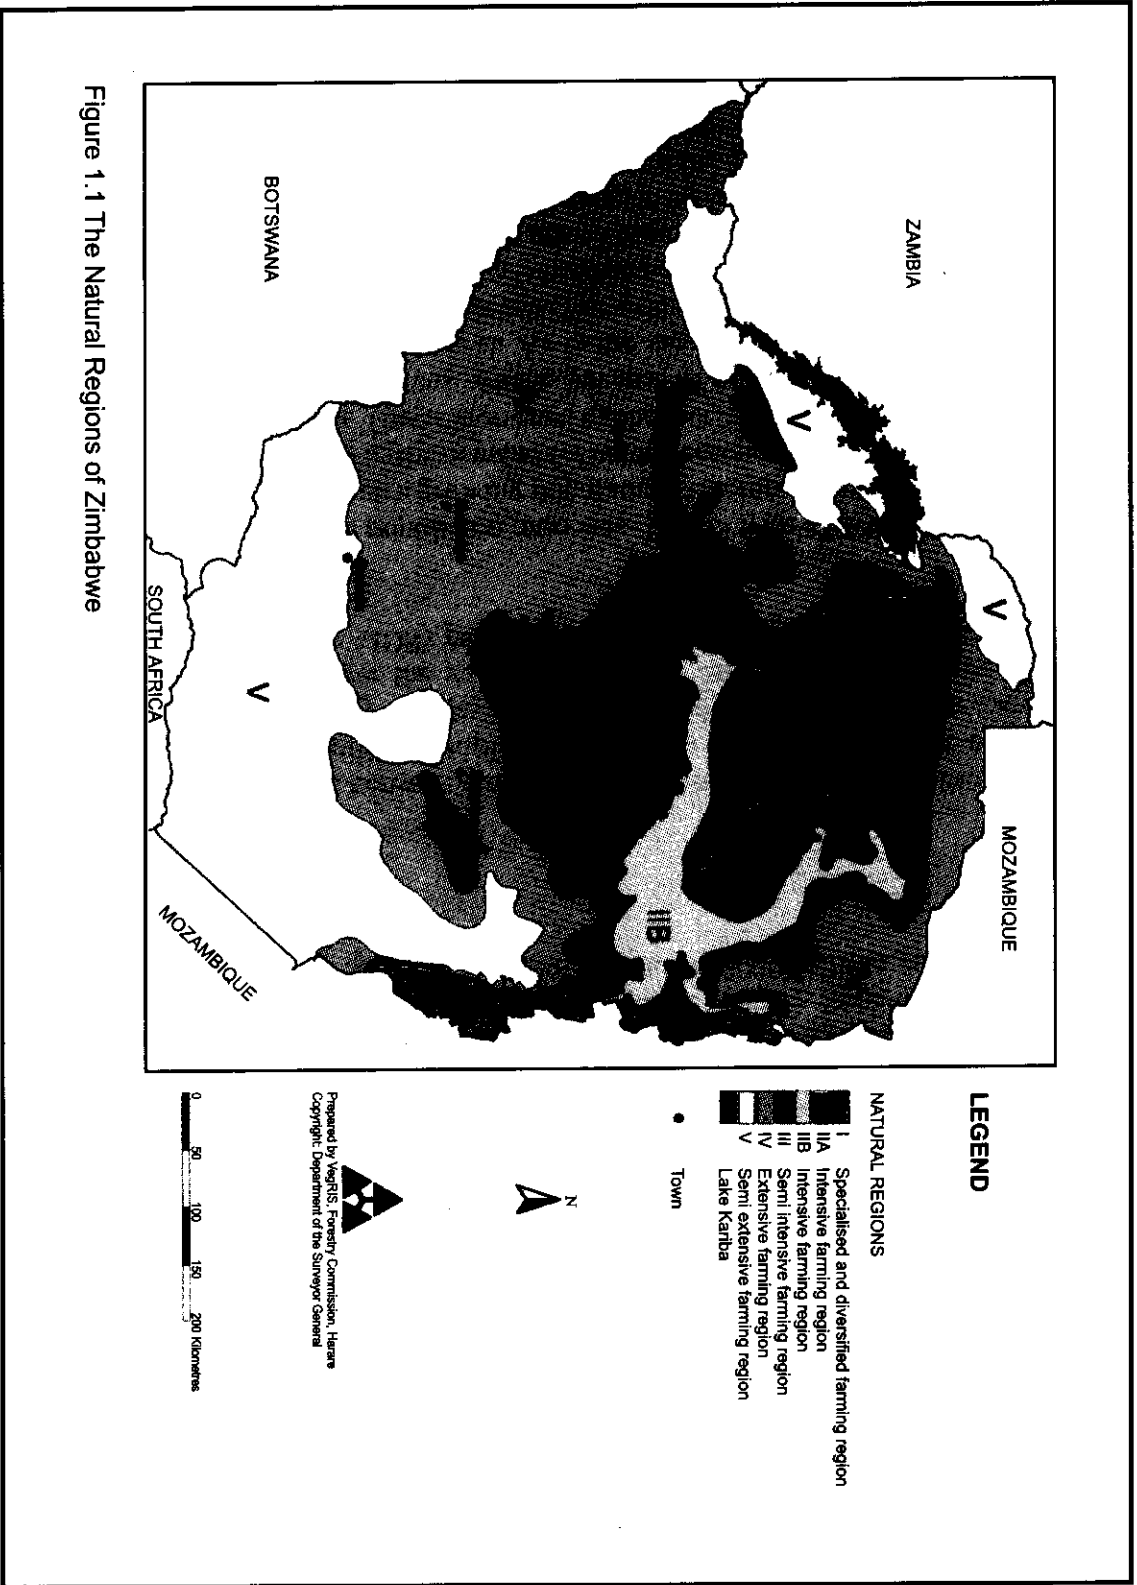 ZAMBIA
MOZAMBIQUE
V
V
IIB
V
BOTSWANA
SOUTH AFRICA
MOZAMBIQUE
LEGEND
NATURAL REGIONS
I Specialised and diversified farming region
IIA Intensive farming region
IIB Intensive farming region
III Semi intensive farming region
IV Extensive farming region
V Semi extensive farming region
Lake Kariba
Town
N
Prepared by VegRIS, Forestry Commission, Harare
Copyright: Department of the Surveyor General
0 50 100 150 200 Kilometres
Figure 1.1 The Natural Regions of Zimbabwe